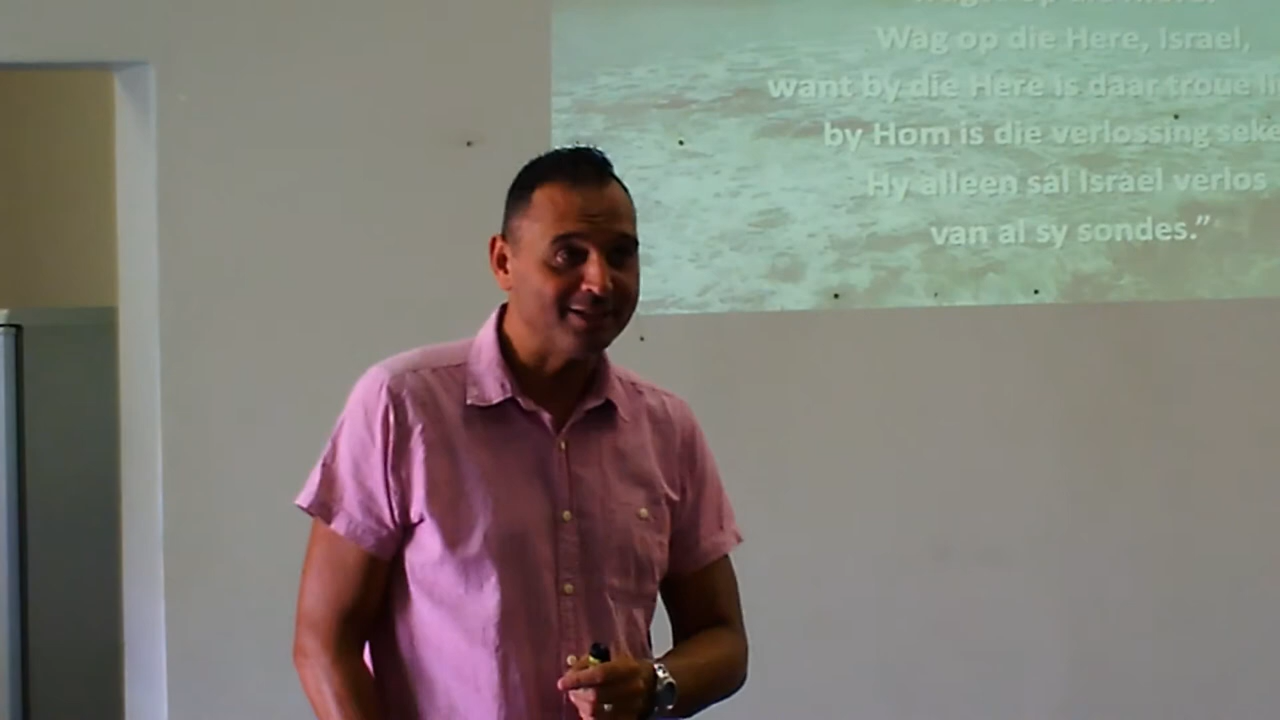 Wag op die Here, Israel,
want by die Here is daar troue
by Hom is die verlossing
Hy alleen sal Israel verlos
van al sy sondes.”